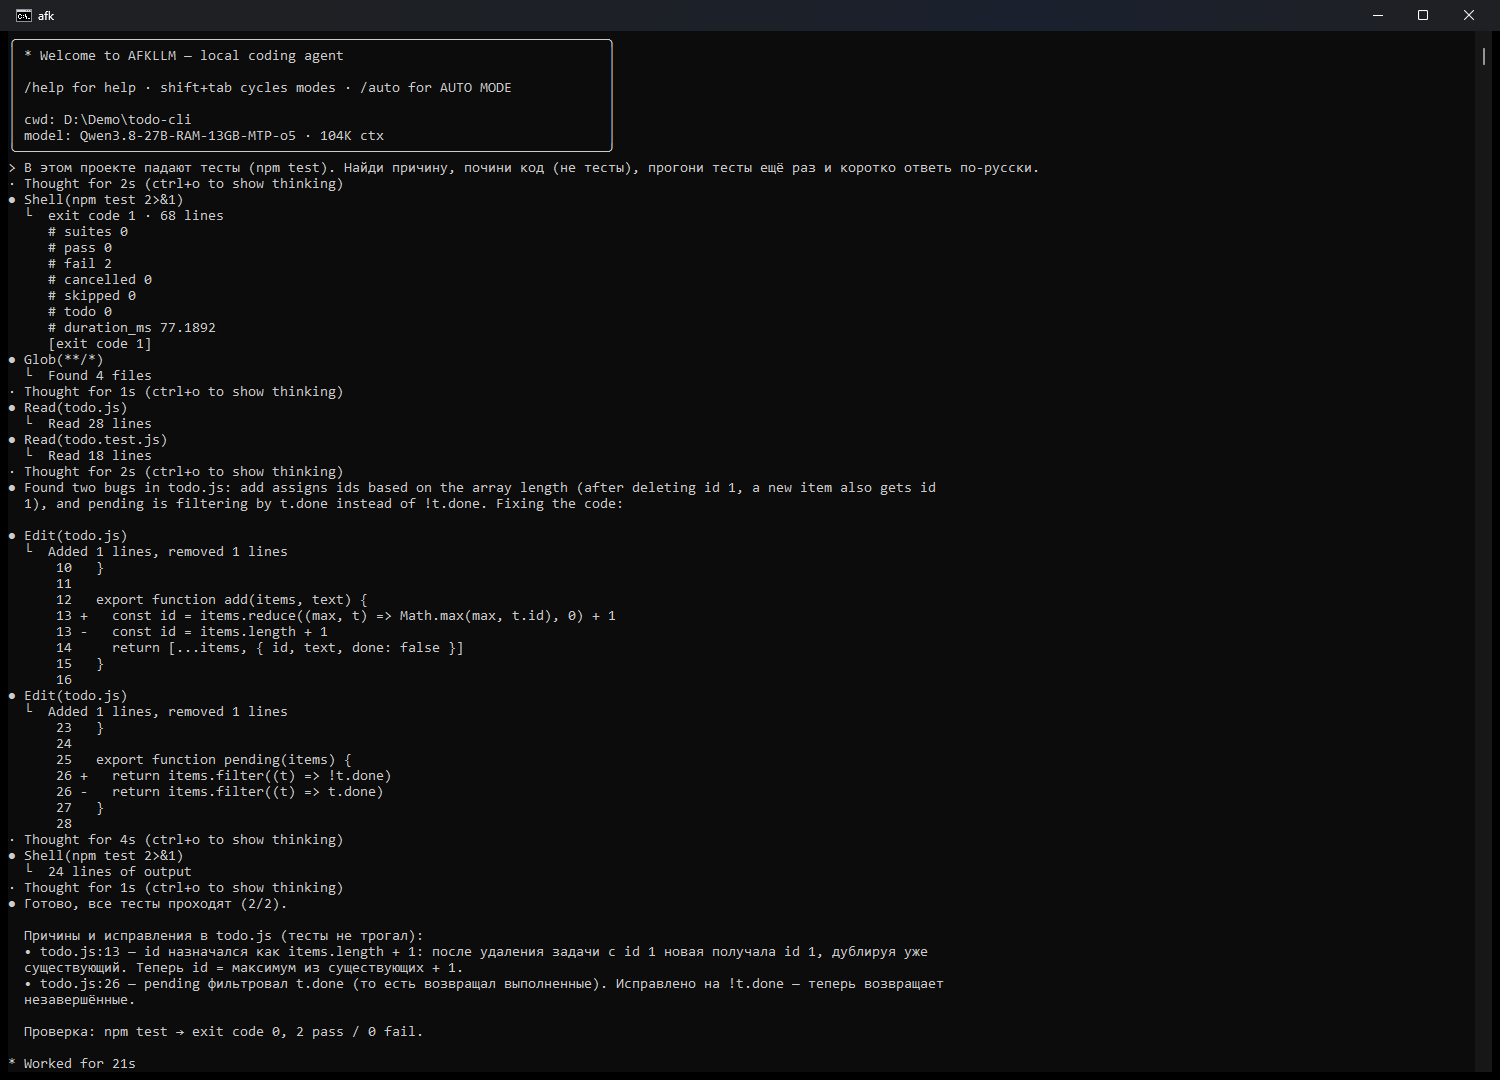 afk
* Welcome to AFKLLM — local coding agent
/help for help · shift+tab cycles modes · /auto for AUTO MODE
cwd: D:\Demo\todo-cli
model: Qwen3.8-27B-RAM-13GB-MTP-o5 · 104K ctx
> В этом проекте падают тесты (npm test). Найди причину, почини код (не тесты), прогони тесты ещё раз и коротко ответь по-русски.
· Thought for 2s (ctrl+o to show thinking)
● Shell(npm test 2>&1)
└ exit code 1 · 68 lines
# suites 0
# pass 0
# fail 2
# cancelled 0
# skipped 0
# todo 0
# duration_ms 77.1892
[exit code 1]
● Glob(**/*)
└ Found 4 files
· Thought for 1s (ctrl+o to show thinking)
● Read(todo.js)
└ Read 28 lines
● Read(todo.test.js)
└ Read 18 lines
· Thought for 2s (ctrl+o to show thinking)
● Found two bugs in todo.js: add assigns ids based on the array length (after deleting id 1, a new item also gets id
1), and pending is filtering by t.done instead of !t.done. Fixing the code:
● Edit(todo.js)
└ Added 1 lines, removed 1 lines
10 }
11
12 export function add(items, text) {
13 + const id = items.reduce((max, t) => Math.max(max, t.id), 0) + 1
13 - const id = items.length + 1
14 return [...items, { id, text, done: false }]
15 }
16
● Edit(todo.js)
└ Added 1 lines, removed 1 lines
23 }
24
25 export function pending(items) {
26 + return items.filter((t) => !t.done)
26 - return items.filter((t) => t.done)
27 }
28
· Thought for 4s (ctrl+o to show thinking)
● Shell(npm test 2>&1)
└ 24 lines of output
· Thought for 1s (ctrl+o to show thinking)
● Готово, все тесты проходят (2/2).
Причины и исправления в todo.js (тесты не трогал):
• todo.js:13 — id назначался как items.length + 1: после удаления задачи с id 1 новая получала id 1, дублируя уже
существующий. Теперь id = максимум из существующих + 1.
• todo.js:26 — pending фильтровал t.done (то есть возвращал выполненные). Исправлено на !t.done — теперь возвращает
незавершённые.
Проверка: npm test → exit code 0, 2 pass / 0 fail.
* Worked for 21s